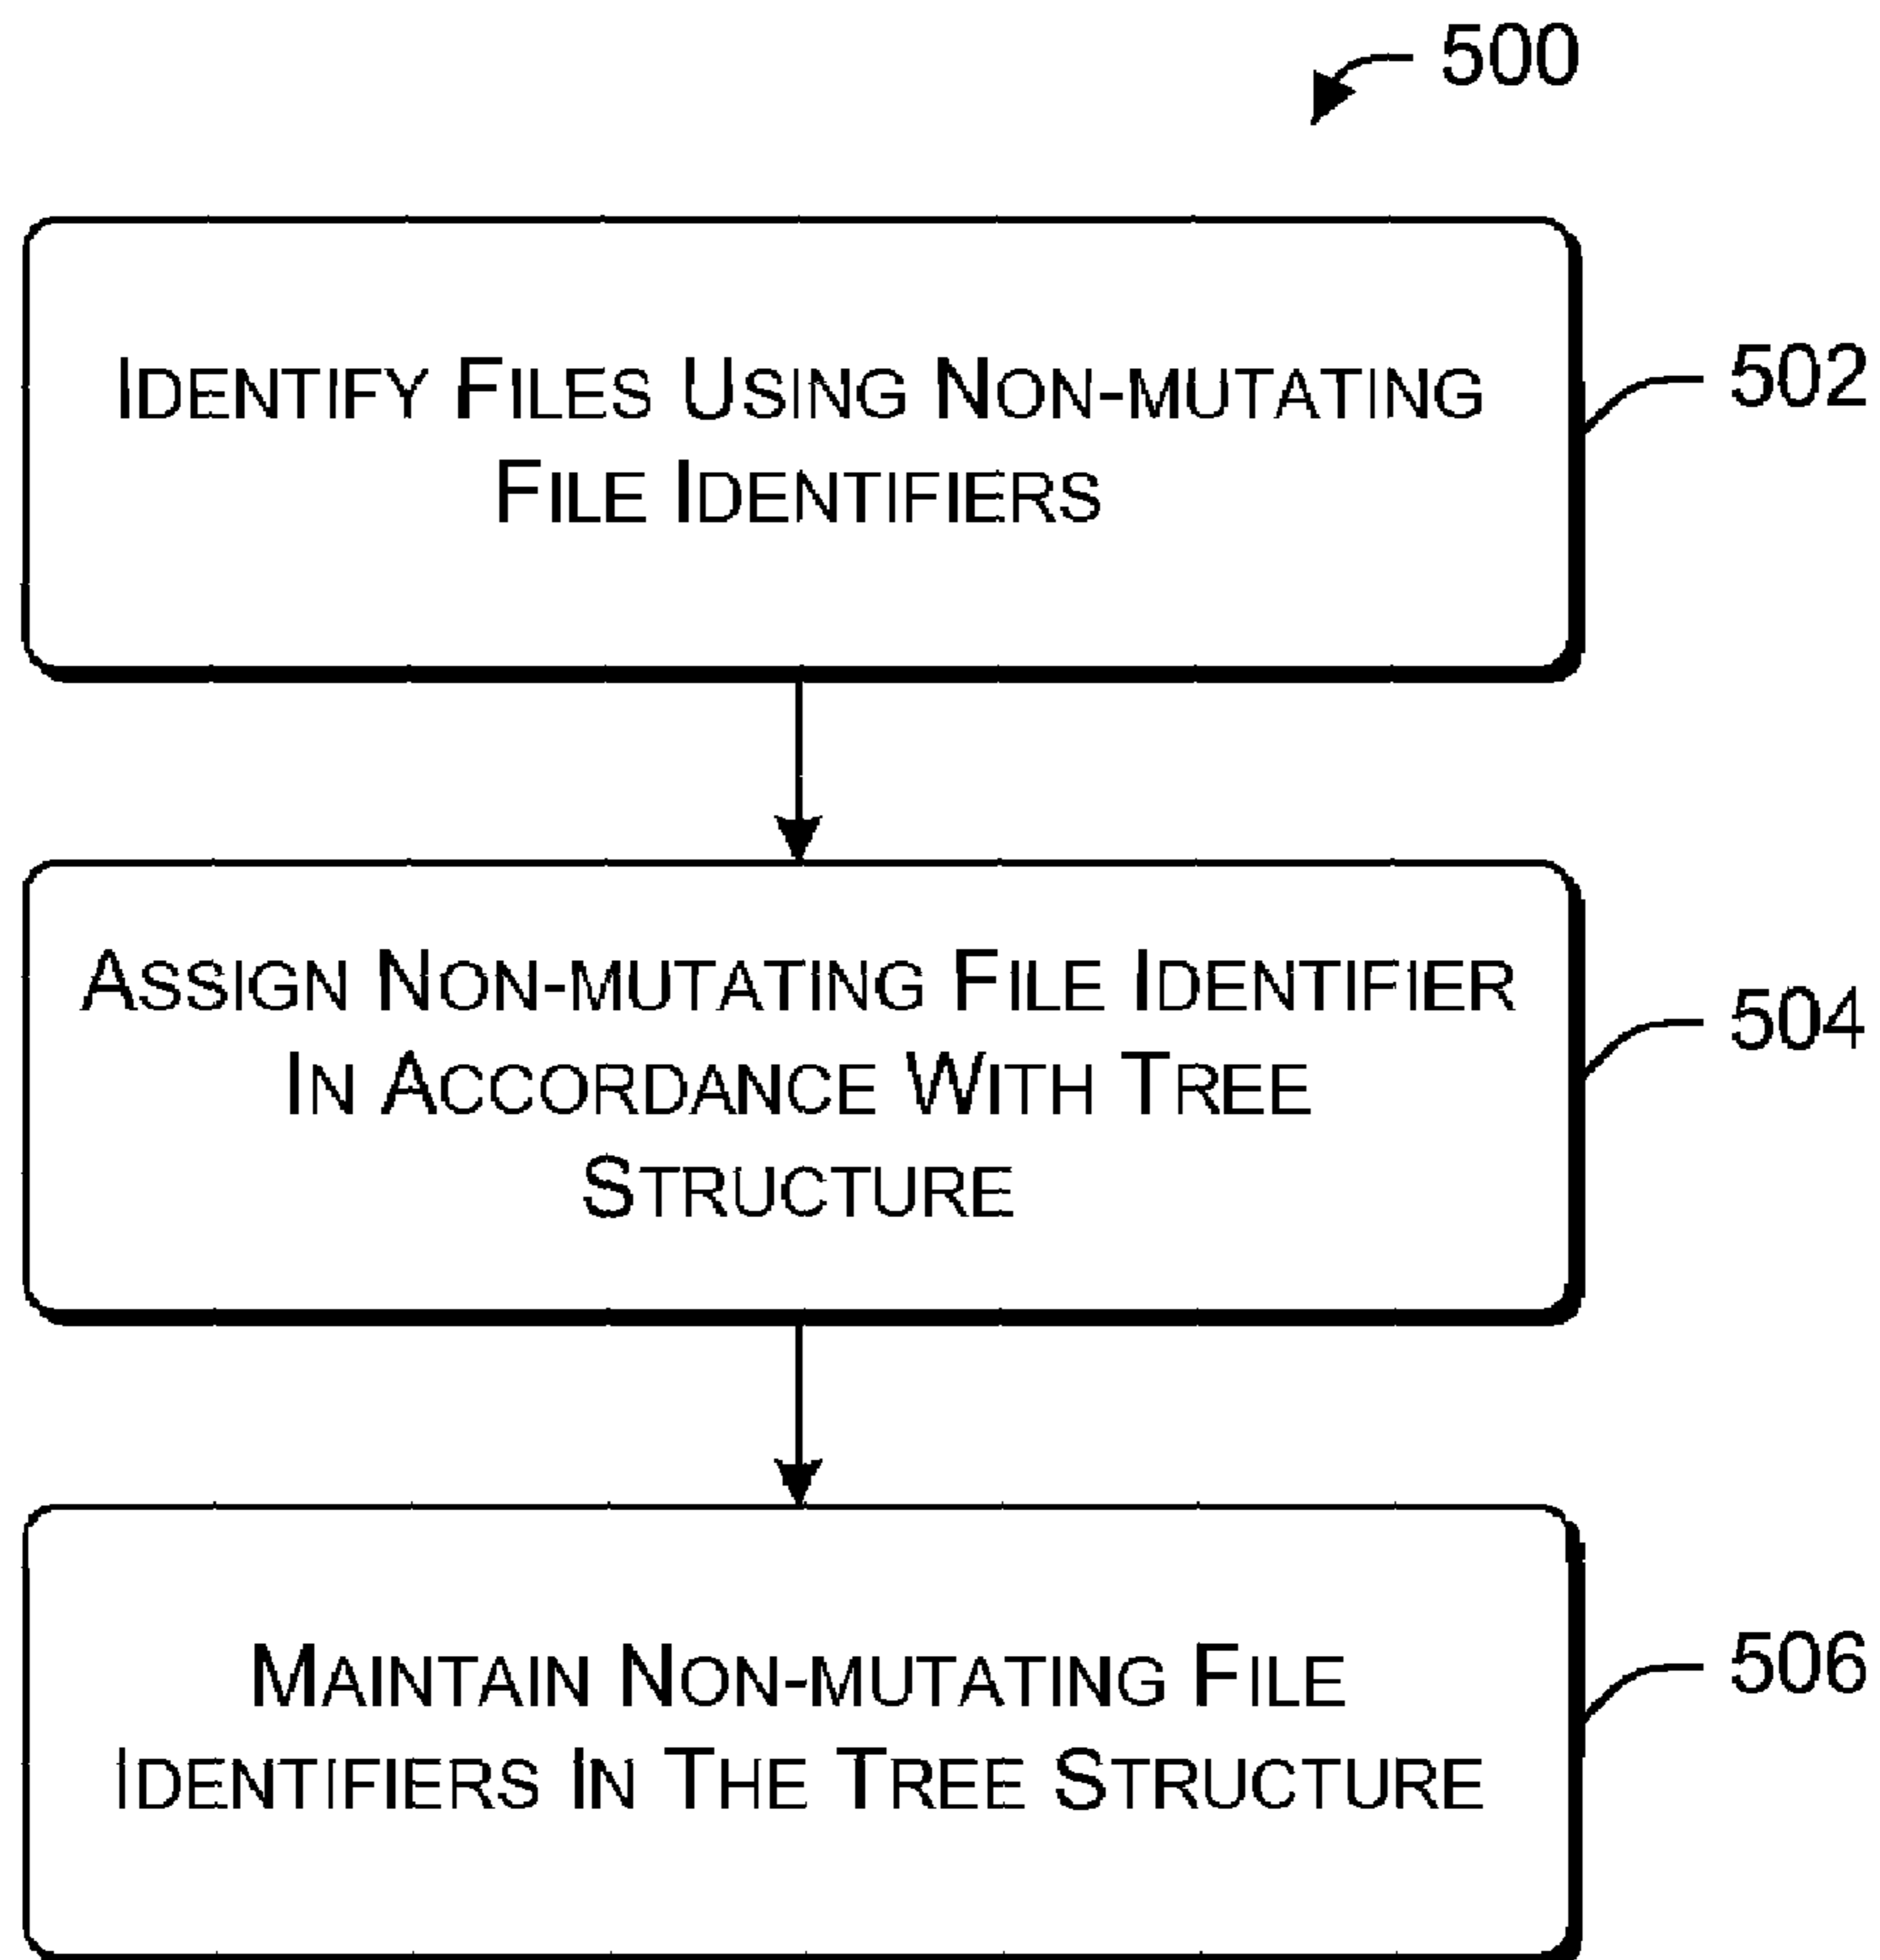 500
IDENTIFY FILES USING NON-MUTATING
FILE IDENTIFIERS
502
ASSIGN NON-MUTATING FILE IDENTIFIER
IN ACCORDANCE WITH TREE
STRUCTURE
504
MAINTAIN NON-MUTATING FILE
IDENTIFIERS IN THE TREE STRUCTURE
506